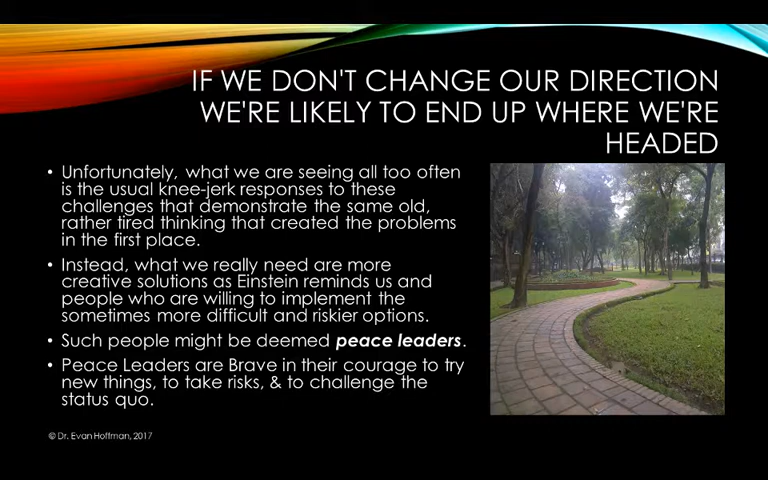 IF WE DON'T CHANGE OUR DIRECTION
WE'RE LIKELY TO END UP WHERE WE'RE
HEADED
• Unfortunately, what we are seeing all too often
is the usual knee-jerk responses to these
challenges that demonstrate the same old,
rather tired thinking that created the problems
in the first place.
• Instead, what we really need are more
creative solutions as Einstein reminds us and
people who are willing to implement the
sometimes more difficult and riskier options.
• Such people might be deemed peace leaders.
• Peace Leaders are Brave in their courage to try
new things, to take risks, & to challenge the
status quo.
© Dr. Evan Hoffman, 2017